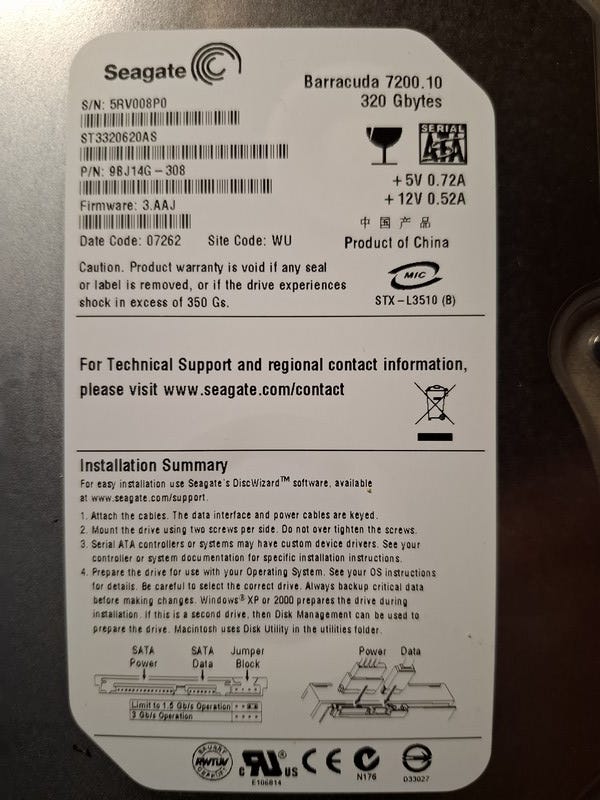 Seagate
Barracuda 7200.10
320 Gbytes
S/N: 5RV008P0
ST3320620AS
P/N: 9BJ14G-308
Firmware: 3.AAJ
Date Code: 07262 Site Code: WU
SERIAL
ATA
+5V 0.72A
+12V 0.52A
中国产品
Product of China
Caution. Product warranty is void if any seal
or label is removed, or if the drive experiences
shock in excess of 350 Gs.
MIC
STX-L3510 (B)
For Technical Support and regional contact information,
please visit www.seagate.com/contact
Installation Summary
For easy installation use Seagate's DiscWizard™ software, available
at www.seagate.com/support.
1. Attach the cables. The data interface and power cables are keyed.
2. Mount the drive using two screws per side. Do not over tighten the screws.
3. Serial ATA controllers or systems may have custom device drivers. See your
controller or system documentation for specific installation instructions.
4. Prepare the drive for use with your Operating System. See your OS instructions
for details. Be careful to select the correct drive. Always backup critical data
before making changes. Windows® XP or 2000 prepares the drive during
installation. If this is a second drive, then Disk Management can be used to
prepare the drive. Macintosh uses Disk Utility in the utilities folder.
SATA Power
SATA Data
Jumper Block
Power Data
Limit to 1.5 Gb/s Operation
3 Gb/s Operation
BAUART
RWTÜV
GEPRÜFT
c RU® US
E106814
CE
N176
D33027